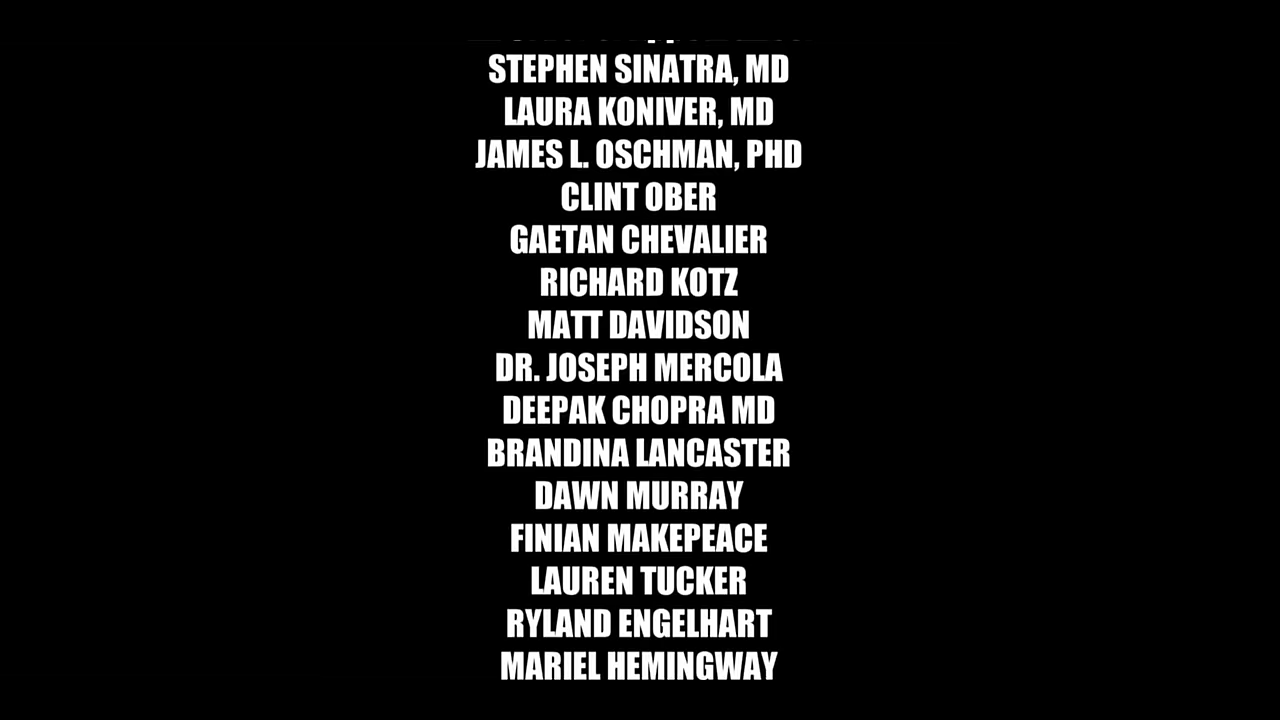 STEPHEN SINATRA, MD
LAURA KONIVER, MD
JAMES L. OSCHMAN, PHD
CLINT OBER
GAETAN CHEVALIER
RICHARD KOTZ
MATT DAVIDSON
DR. JOSEPH MERCOLA
DEEPAK CHOPRA MD
BRANDINA LANCASTER
DAWN MURRAY
FINIAN MAKEPEACE
LAUREN TUCKER
RYLAND ENGELHART
MARIEL HEMINGWAY